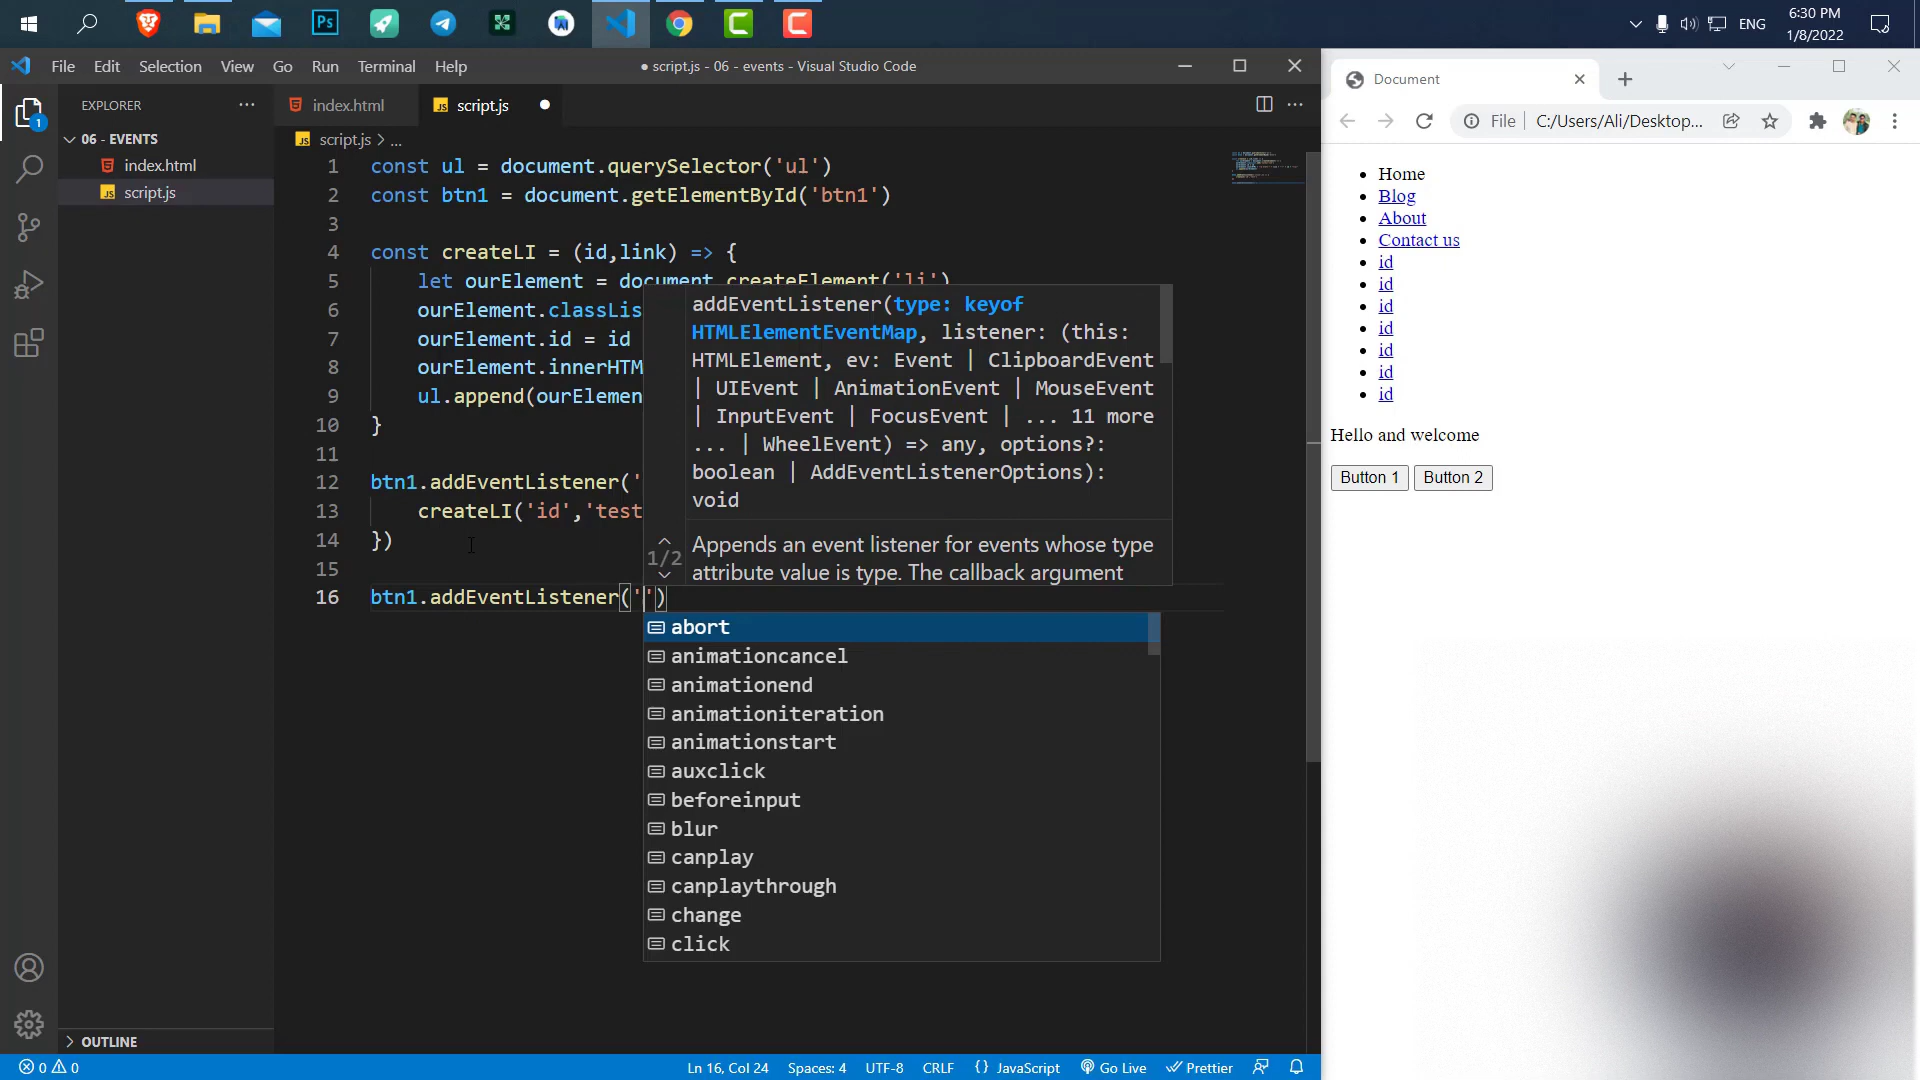 Ps
ENG
6:30 PM
1/8/2022
File Edit Selection View Go Run Terminal Help
● script.js - 06 - events - Visual Studio Code
EXPLORER
06 - EVENTS
index.html
JS script.js
1
OUTLINE
index.html
JS script.js
JS script.js > ...
1 const ul = document.querySelector('ul')
2 const btn1 = document.getElementById('btn1')
3
4 const createLI = (id,link) => {
5 let ourElement = document.createElement('li')
6 ourElement.classLis
7 ourElement.id = id
8 ourElement.innerHTM
9 ul.append(ourElemen
10 }
11
12 btn1.addEventListener('
13 createLI('id','test
14 })
15
16 btn1.addEventListener('')
addEventListener(type: keyof
HTMLElementEventMap, listener: (this:
HTMLElement, ev: Event | ClipboardEvent
| UIEvent | AnimationEvent | MouseEvent
| InputEvent | FocusEvent | ... 11 more
... | WheelEvent) => any, options?:
boolean | AddEventListenerOptions):
void
1/2
Appends an event listener for events whose type
attribute value is type. The callback argument
abort
animationcancel
animationend
animationiteration
animationstart
auxclick
beforeinput
blur
canplay
canplaythrough
change
click
0 0
Ln 16, Col 24 Spaces: 4 UTF-8 CRLF {} JavaScript Go Live Prettier
Document
File | C:/Users/Ali/Desktop...
• Home
• Blog
• About
• Contact us
• id
• id
• id
• id
• id
• id
• id
Hello and welcome
Button 1 Button 2